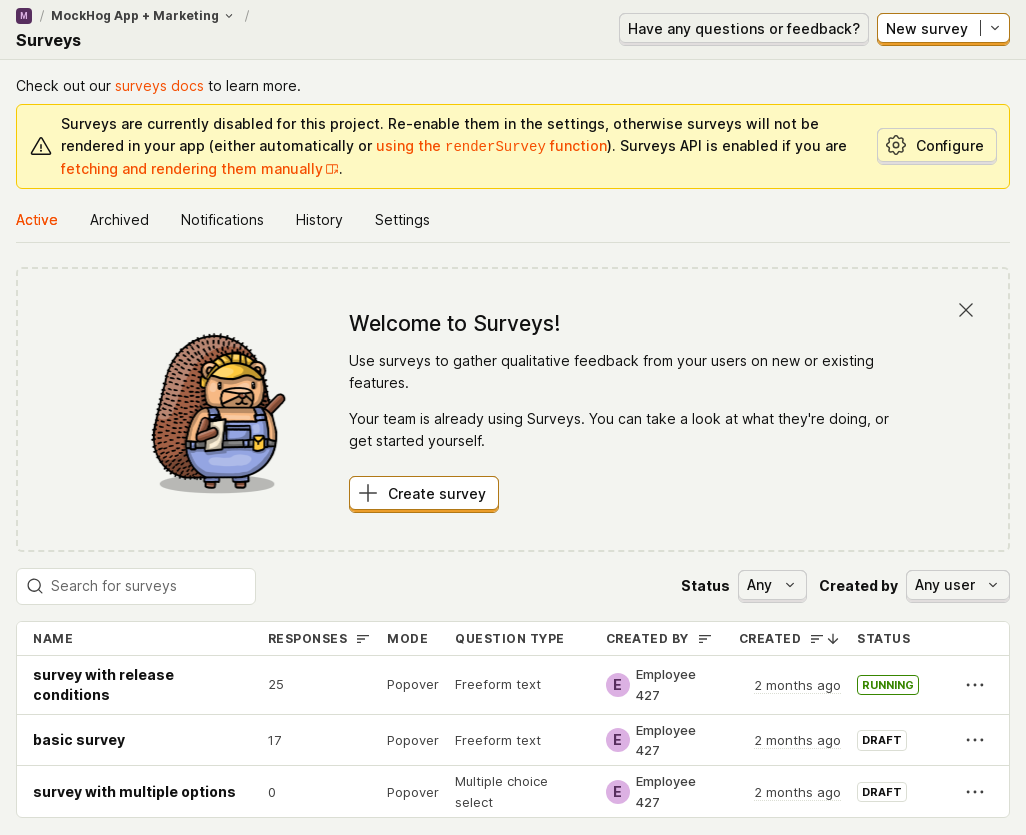 M / MockHog App + Marketing /
Surveys
Have any questions or feedback?
New survey
Check out our surveys docs to learn more.
Surveys are currently disabled for this project. Re-enable them in the settings, otherwise surveys will not be
rendered in your app (either automatically or using the renderSurvey function). Surveys API is enabled if you are
fetching and rendering them manually.
Configure
Active Archived Notifications History Settings
Welcome to Surveys!
Use surveys to gather qualitative feedback from your users on new or existing
features.
Your team is already using Surveys. You can take a look at what they're doing, or
get started yourself.
Create survey
Search for surveys
Status Any Created by Any user
NAME RESPONSES MODE QUESTION TYPE CREATED BY CREATED STATUS
survey with release
conditions
25 Popover Freeform text E Employee
427
2 months ago RUNNING
basic survey 17 Popover Freeform text E Employee
427
2 months ago DRAFT
survey with multiple options 0 Popover Multiple choice
select
E Employee
427
2 months ago DRAFT